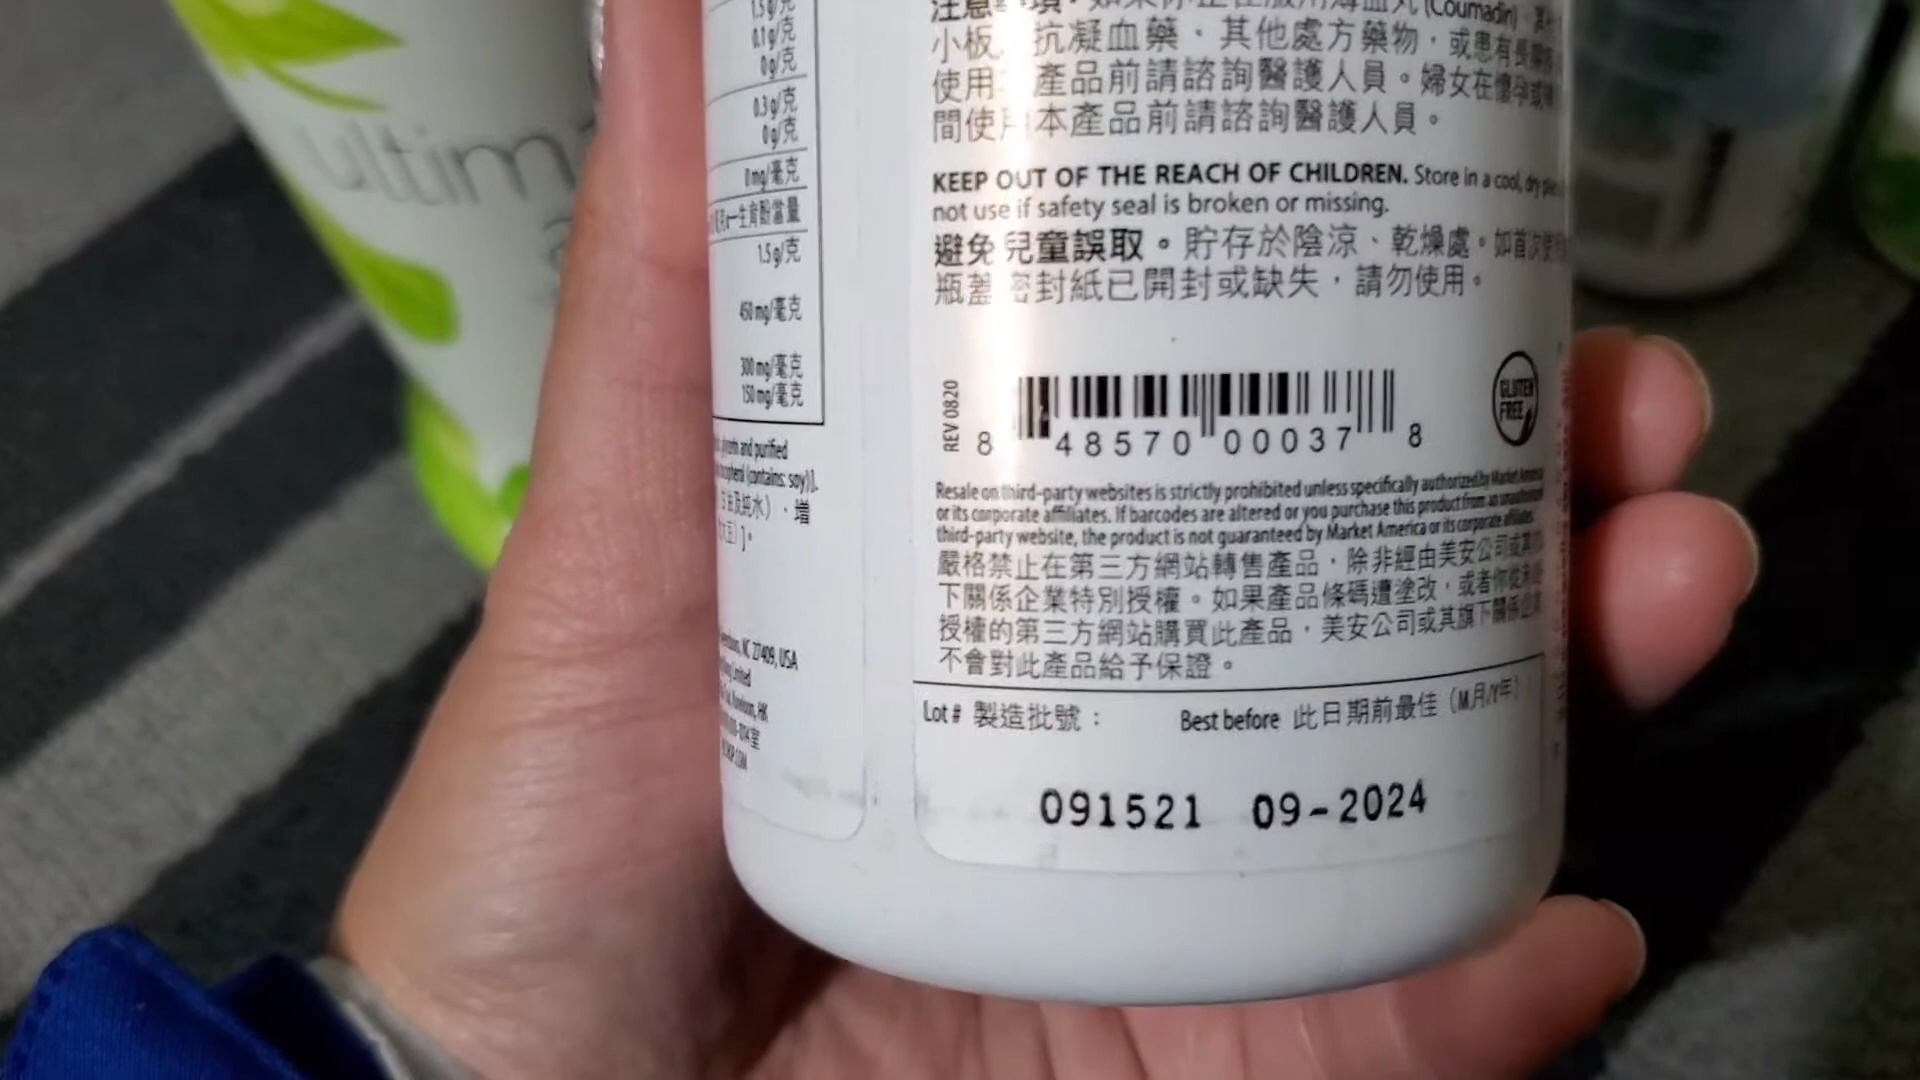 ultim
1.5 g/克
0.1 g/克
0 g/克
0.3 g/克
0 g/克
0 mg/毫克
生育酚當量
1.5 g/克
450 mg/毫克
300 mg/毫克
150 mg/毫克
and purified
(contains: soy)].
及純水），增
NC 27409, USA
Limited
Kowloon, HK
注意 項：如果你正在服用薄血丸 (Coumadin)、其
小板、抗凝血藥、其他處方藥物，或患有長期
使用 產品前請諮詢醫護人員。婦女在懷孕或
間使用本產品前請諮詢醫護人員。
KEEP OUT OF THE REACH OF CHILDREN. Store in a cool, dry
not use if safety seal is broken or missing.
避免兒童誤取。貯存於陰涼、乾燥處。如首次使
瓶蓋密封紙已開封或缺失，請勿使用。
REV 0820
8 48570 00037 8
GLUTEN
FREE
Resale on third-party websites is strictly prohibited unless specifically authorized by Market America
or its corporate affiliates. If barcodes are altered or you purchase this product from an unauthorized
third-party website, the product is not guaranteed by Market America or its corporate affiliates.
嚴格禁止在第三方網站轉售產品，除非經由美安公司或其
下關係企業特別授權。如果產品條碼遭塗改，或者你從未
授權的第三方網站購買此產品，美安公司或其旗下關係企業
不會對此產品給予保證。
Lot # 製造批號： Best before 此日期前最佳（M月/Y年）
091521 09-2024